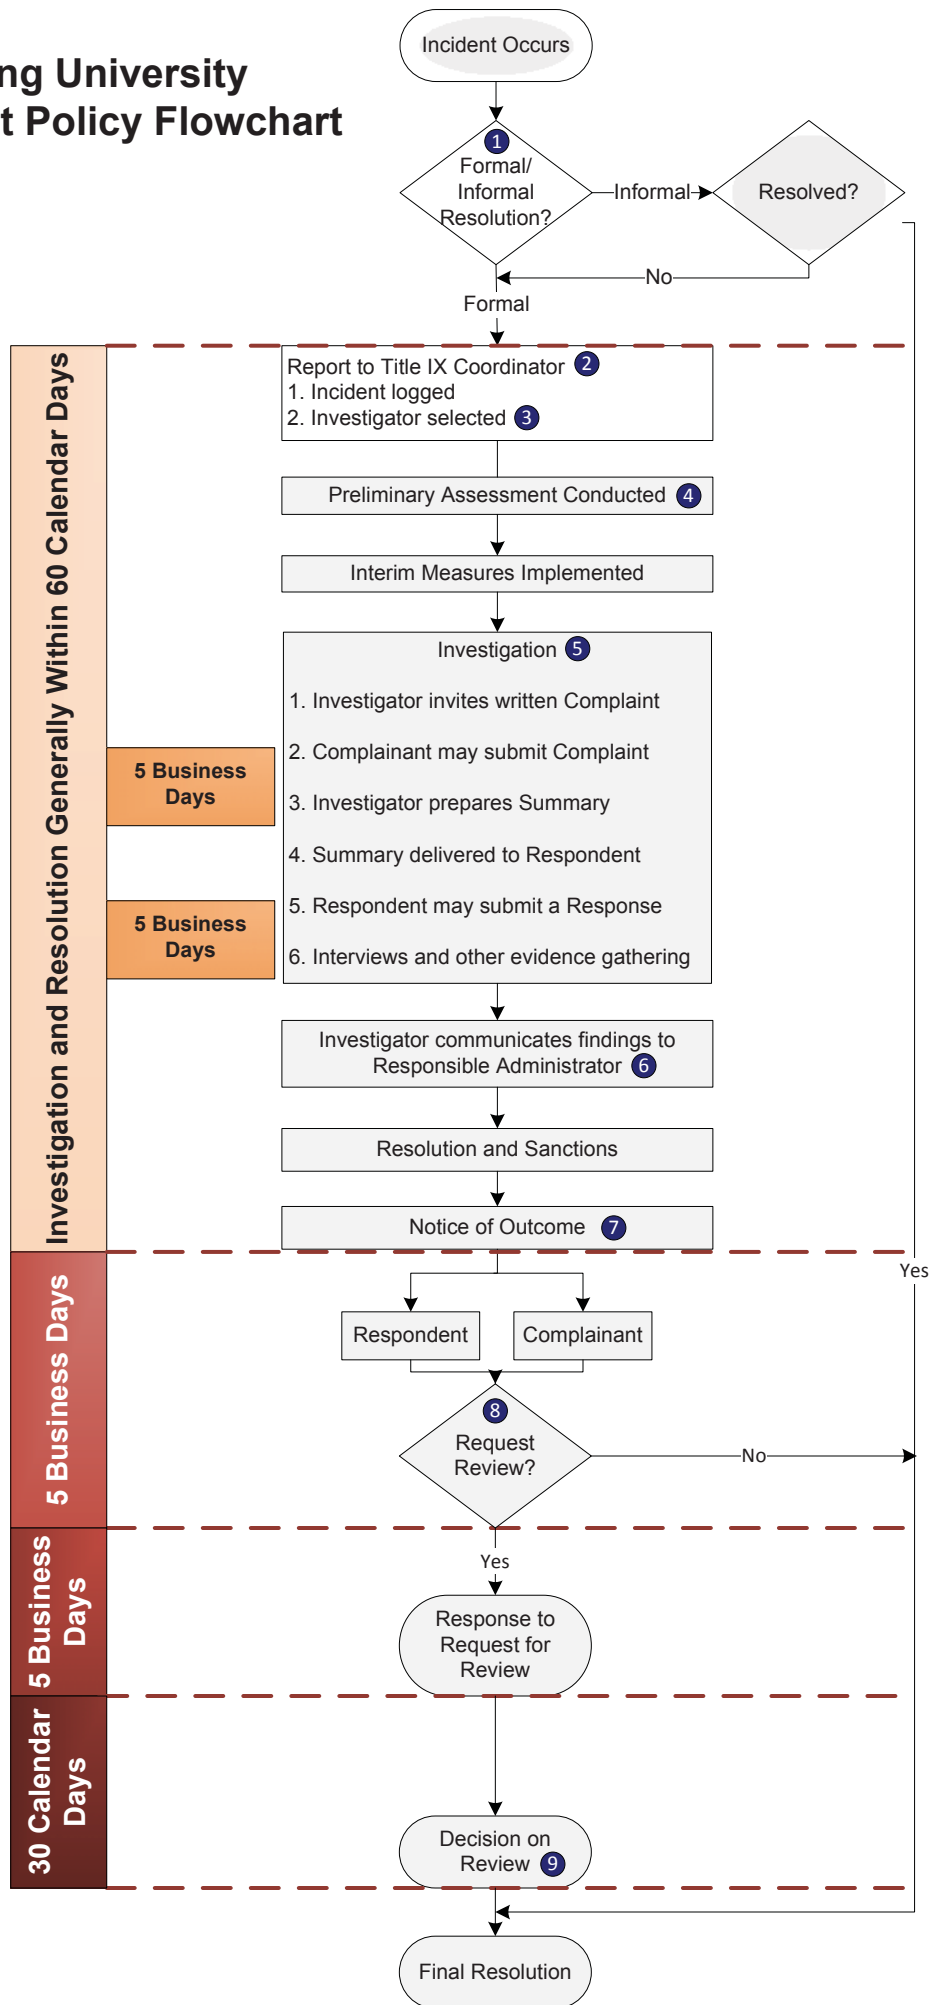 Incident Occurs
ng University
t Policy Flowchart
1
Formal/
Informal
Resolution?
Informal
Resolved?
No
Formal
Investigation and Resolution Generally Within 60 Calendar Days
Report to Title IX Coordinator 2
1. Incident logged
2. Investigator selected 3
Preliminary Assessment Conducted 4
Interim Measures Implemented
Investigation 5
1. Investigator invites written Complaint
2. Complainant may submit Complaint
5 Business
Days
3. Investigator prepares Summary
4. Summary delivered to Respondent
5 Business
Days
5. Respondent may submit a Response
6. Interviews and other evidence gathering
Investigator communicates findings to
Responsible Administrator 6
Resolution and Sanctions
Notice of Outcome 7
Yes
5 Business Days
Respondent
Complainant
8
Request
Review?
No
Yes
5 Business
Days
Response to
Request for
Review
30 Calendar
Days
Decision on
Review 9
Final Resolution